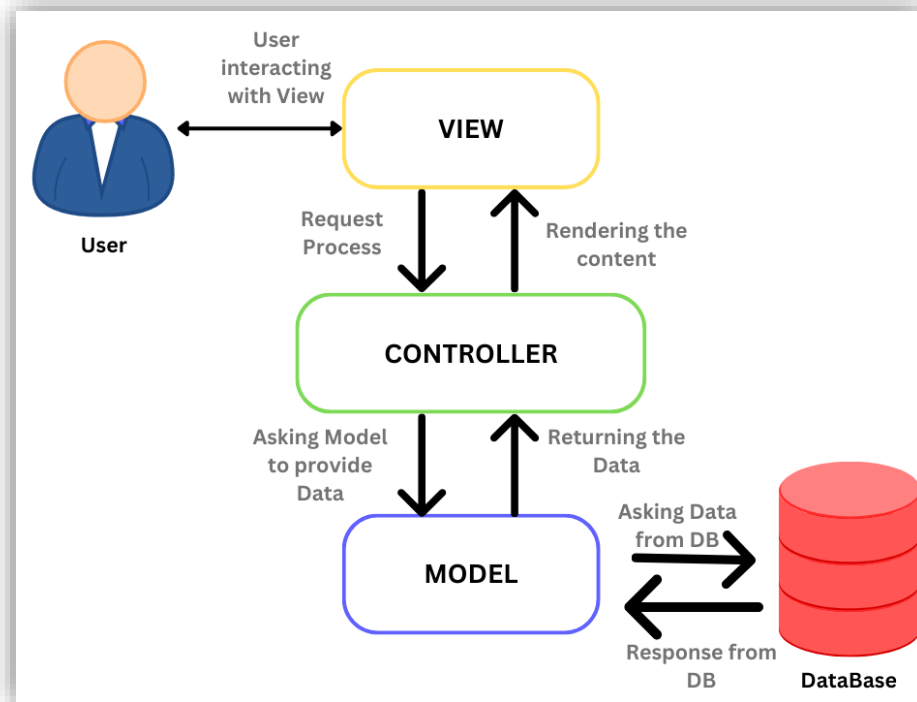 User
interacting
with View
VIEW
User
Request
Process
Rendering the
content
CONTROLLER
Asking Model
to provide
Data
Returning the
Data
MODEL
Asking Data
from DB
Response from
DB
DataBase